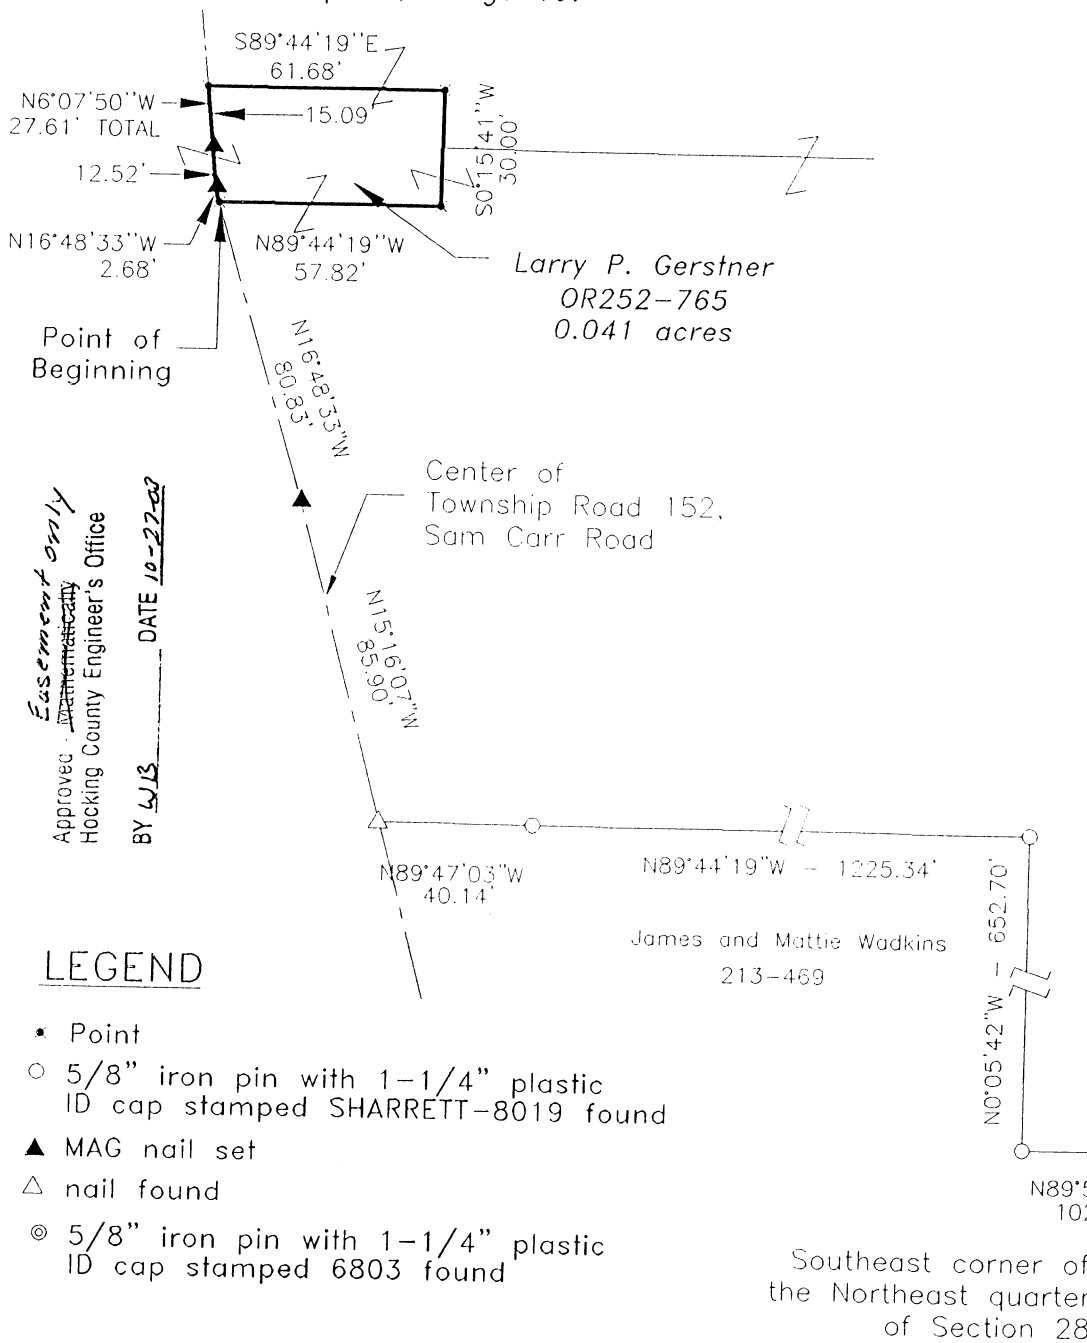 S89°44'19"E
61.68'
N6°07'50"W
27.61' TOTAL
15.09'
S0°15'41"W
30.00'
12.52'
N16°48'33"W
2.68'
N89°44'19"W
57.82'
Larry P. Gerstner
OR252-765
0.041 acres
Point of
Beginning
N16°48'33"W
80.83'
Center of
Township Road 152,
Sam Carr Road
Easement only
Approved - Mathematically
Hocking County Engineer's Office
BY WB DATE 10-27-03
N15°16'07"W
85.90'
N89°47'03"W
40.14'
N89°44'19"W - 1225.34'
James and Mattie Wadkins
213-469
N0°05'42"W - 652.70'
LEGEND
Point
5/8" iron pin with 1-1/4" plastic
ID cap stamped SHARRETT-8019 found
MAG nail set
nail found
5/8" iron pin with 1-1/4" plastic
ID cap stamped 6803 found
N89°5
102
Southeast corner of
the Northeast quarter
of Section 28